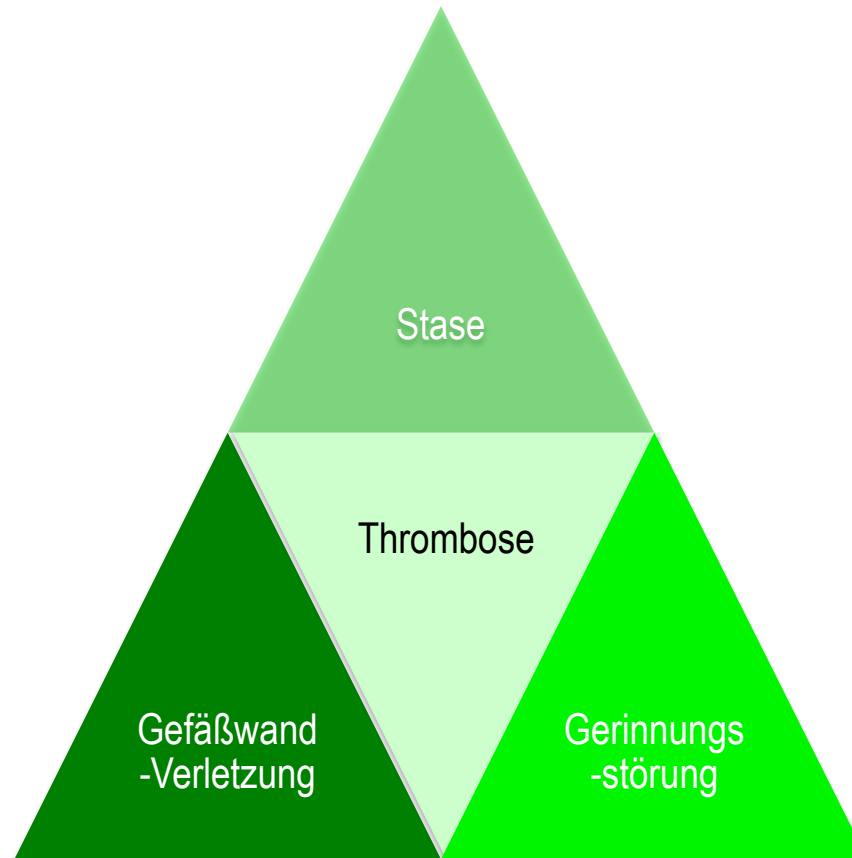 Stase
Thrombose
Gefäßwand
-Verletzung
Gerinnungs
-störung